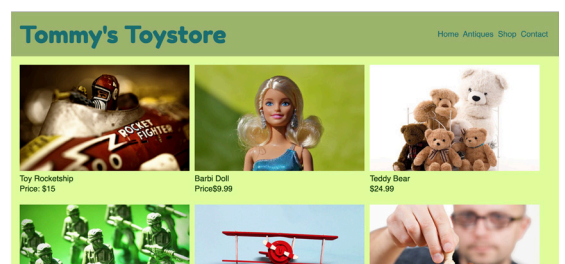 Tommy's Toystore
Home Antiques Shop Contact
ROCKET
FIGHTER
Toy Rocketship
Price: $15
Barbi Doll
Price$9.99
Teddy Bear
$24.99